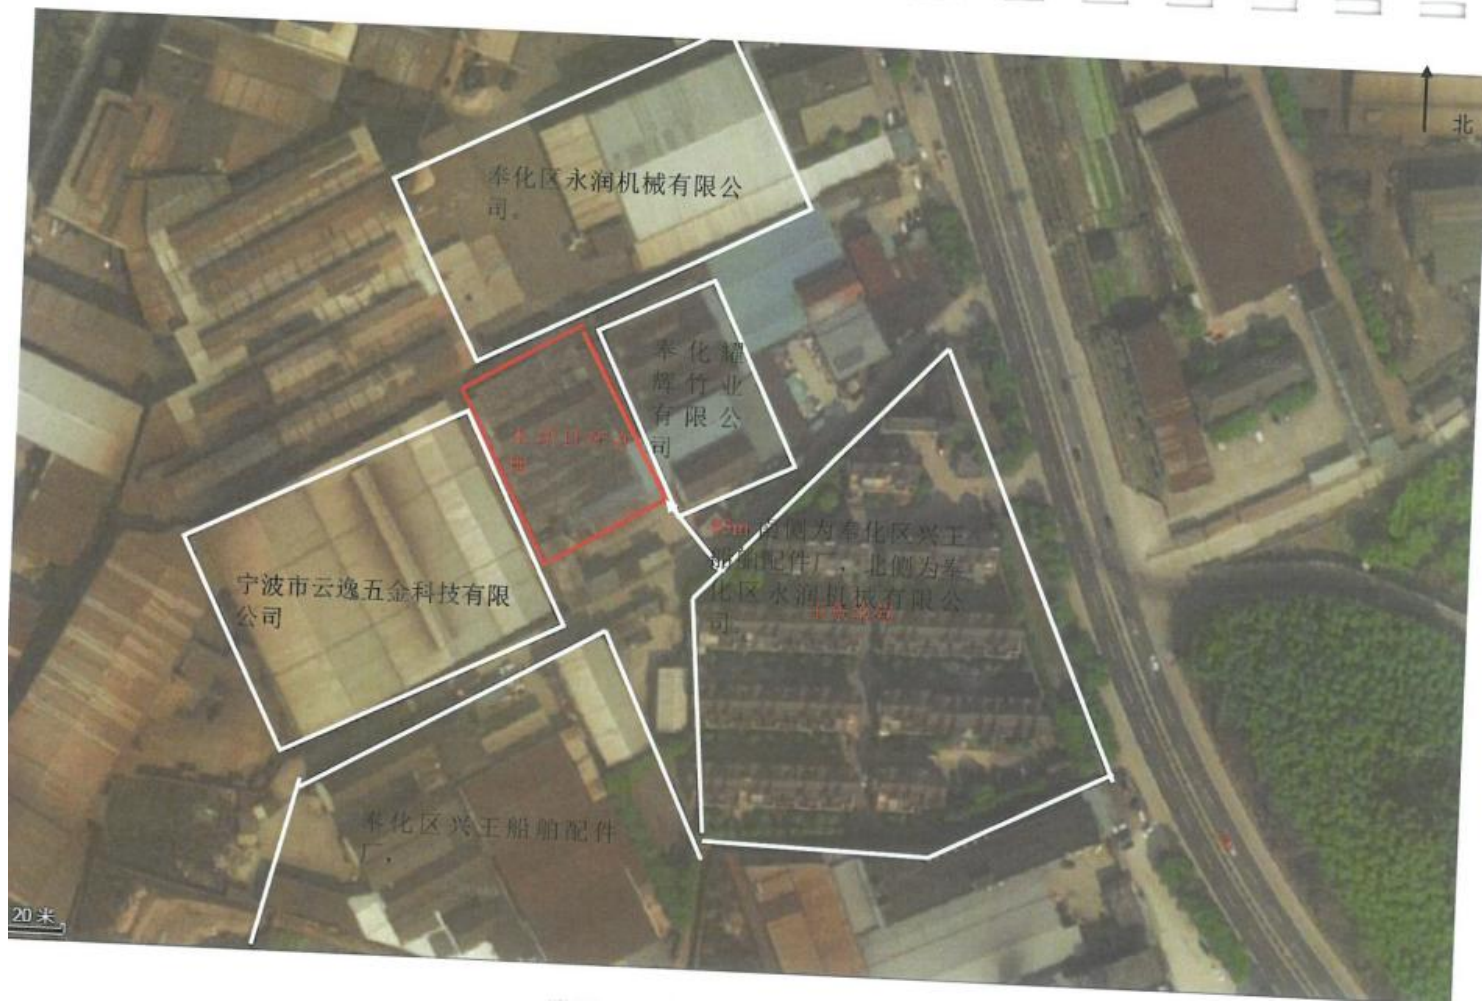 北
奉化区永润机械有限公
司。
奉化耀
辉竹业
有限公
司
宁波市云逸五金科技有限
公司
侧为奉化区兴王
船舶配件厂，北侧为奉
化区永润机械有限公
司
奉化区兴王船舶配件
厂，
20米